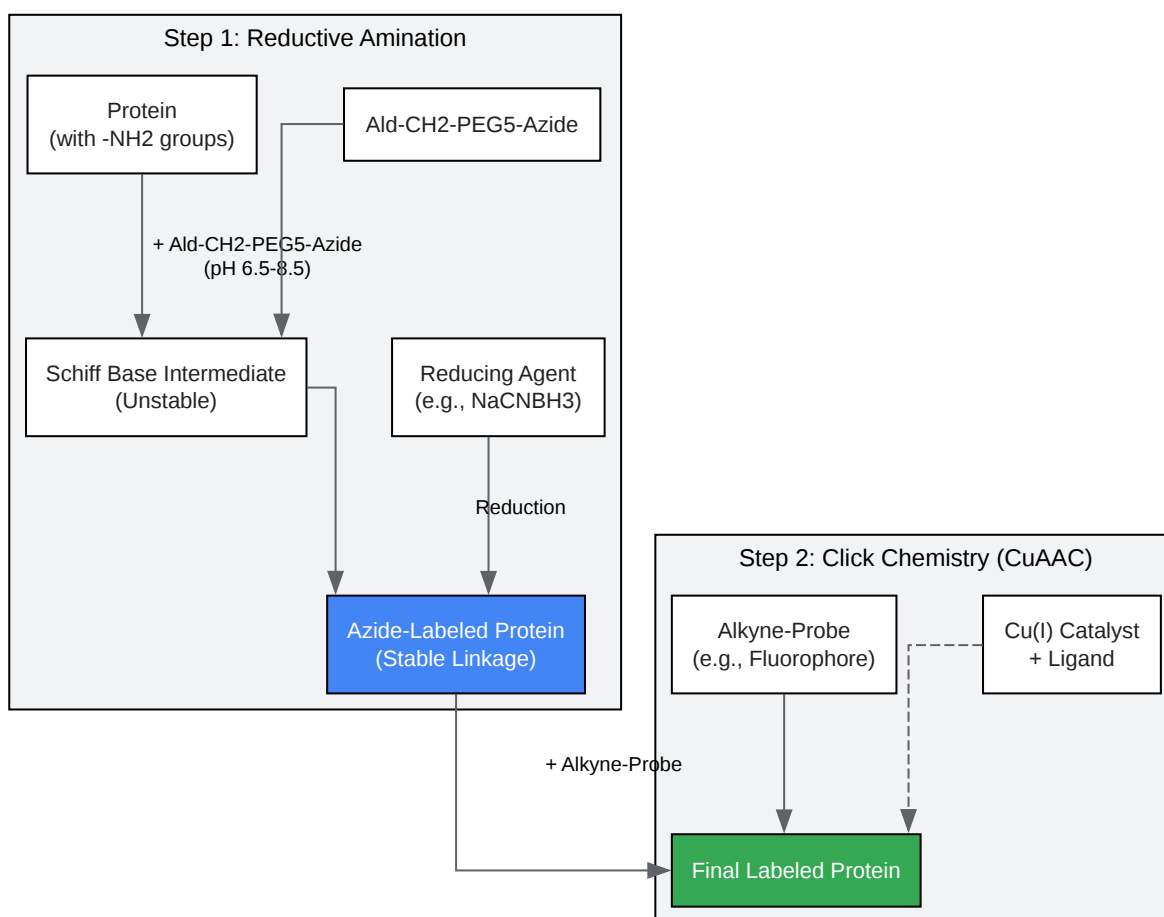 Step 1: Reductive Amination
Protein
(with -NH2 groups)
Ald-CH2-PEG5-Azide
+ Ald-CH2-PEG5-Azide
(pH 6.5-8.5)
Schiff Base Intermediate
(Unstable)
Reducing Agent
(e.g., NaCNBH3)
Reduction
Azide-Labeled Protein
(Stable Linkage)
Step 2: Click Chemistry (CuAAC)
Alkyne-Probe
(e.g., Fluorophore)
Cu(I) Catalyst
+ Ligand
+ Alkyne-Probe
Final Labeled Protein